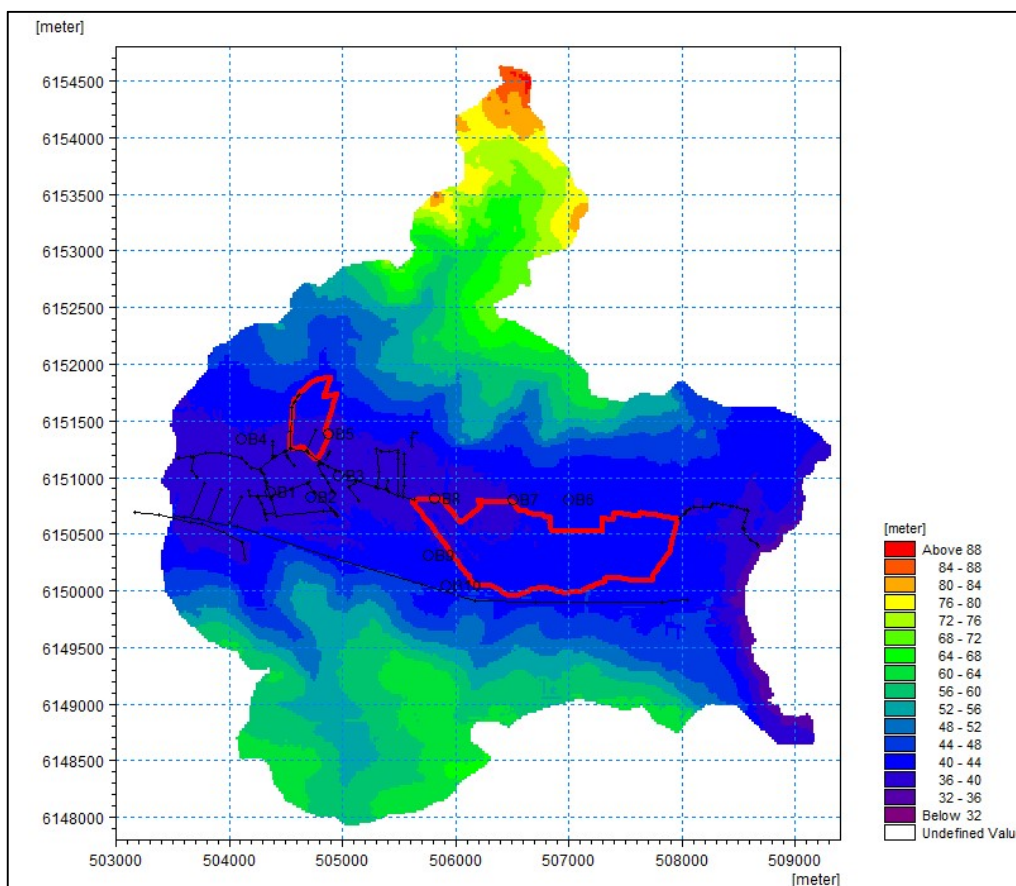 [meter]
6154500
6154000
6153500
6153000
6152500
6152000
6151500
6151000
6150500
6150000
6149500
6149000
6148500
6148000
OB4
OB5
OB3
OB1
OB2
OB8
OB7
OB6
OB9
503000 504000 505000 506000 507000 508000 509000
[meter]
[meter]
Above 88
84 - 88
80 - 84
76 - 80
72 - 76
68 - 72
64 - 68
60 - 64
56 - 60
52 - 56
48 - 52
44 - 48
40 - 44
36 - 40
32 - 36
Below 32
Undefined Value